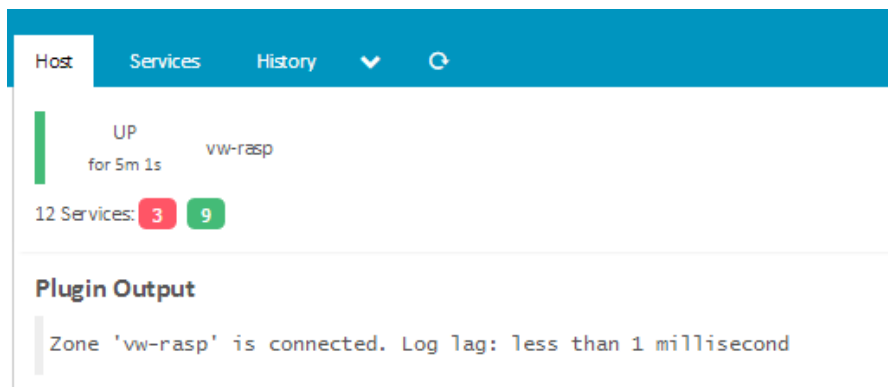 Host Services History
UP
for 5m 1s
vw-rasp
12 Services: 3 9
Plugin Output
Zone 'vw-rasp' is connected. Log lag: less than 1 millisecond